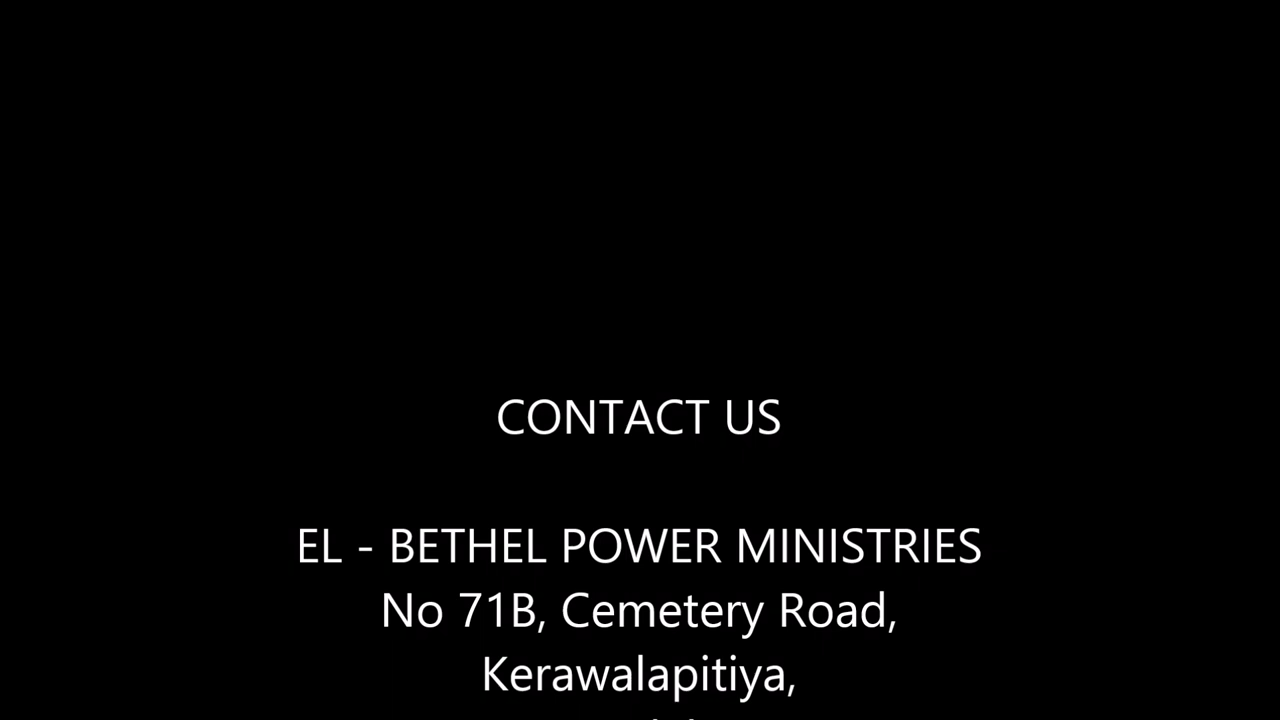 CONTACT US
EL - BETHEL POWER MINISTRIES
No 71B, Cemetery Road,
Kerawalapitiya,